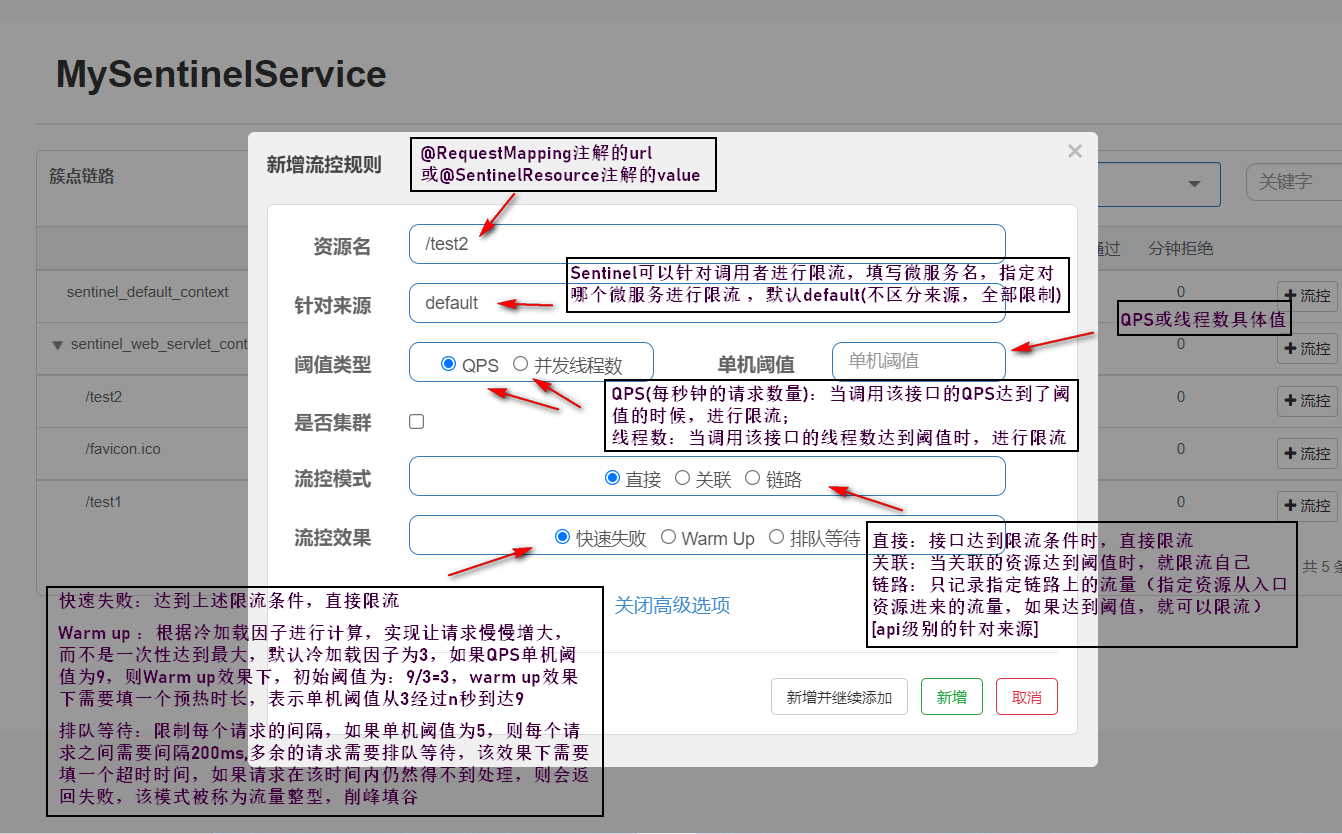 MySentinelService
新增流控规则
×
@RequestMapping注解的url
或@SentinelResource注解的value
簇点链路
关键字
资源名
/test2
通过
分钟拒绝
Sentinel可以针对调用者进行限流，填写微服务名，指定对
哪个微服务进行限流 ，默认default(不区分来源，全部限制)
针对来源
default
sentinel_default_context
0
+流控
QPS或线程数具体值
sentinel_web_servlet_cont
0
+流控
阈值类型
QPS
并发线程数
单机阈值
单机阈值
QPS(每秒钟的请求数量)：当调用该接口的QPS达到了阈
值的时候，进行限流；
线程数：当调用该接口的线程数达到阈值时，进行限流
/test2
0
+流控
是否集群
/favicon.ico
0
+流控
流控模式
直接
关联
链路
/test1
0
+流控
流控效果
快速失败
Warm Up
排队等待
直接：接口达到限流条件时，直接限流
关联：当关联的资源达到阈值时，就限流自己
链路：只记录指定链路上的流量（指定资源从入口
资源进来的流量，如果达到阈值，就可以限流）
[api级别的针对来源]
共 5 条
关闭高级选项
快速失败：达到上述限流条件，直接限流
Warm up ：根据冷加载因子进行计算，实现让请求慢慢增大，
而不是一次性达到最大，默认冷加载因子为3，如果QPS单机阈
值为9，则Warm up效果下，初始阈值为：9/3=3，warm up效果
下需要填一个预热时长，表示单机阈值从3经过n秒到达9
排队等待：限制每个请求的间隔，如果单机阈值为5，则每个请
求之间需要间隔200ms,多余的请求需要排队等待，该效果下需要
填一个超时时间，如果请求在该时间内仍然得不到处理，则会返
回失败，该模式被称为流量整型，削峰填谷
新增并继续添加
新增
取消